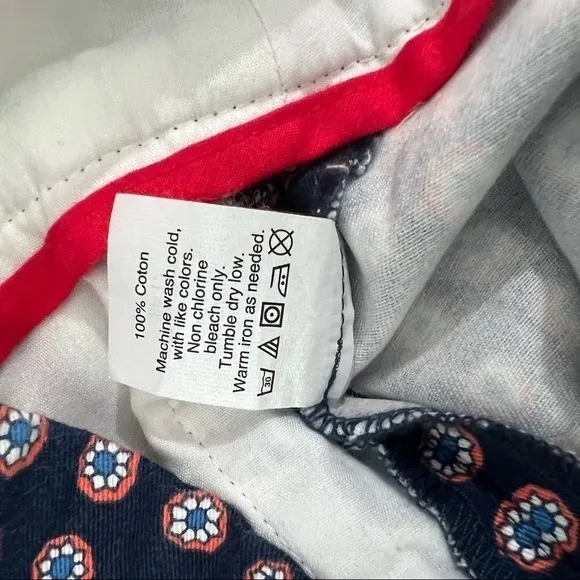 100% Coton
Machine wash cold,
with like colors.
Non chlorine
bleach only.
Tumble dry low.
Warm iron as needed.
30